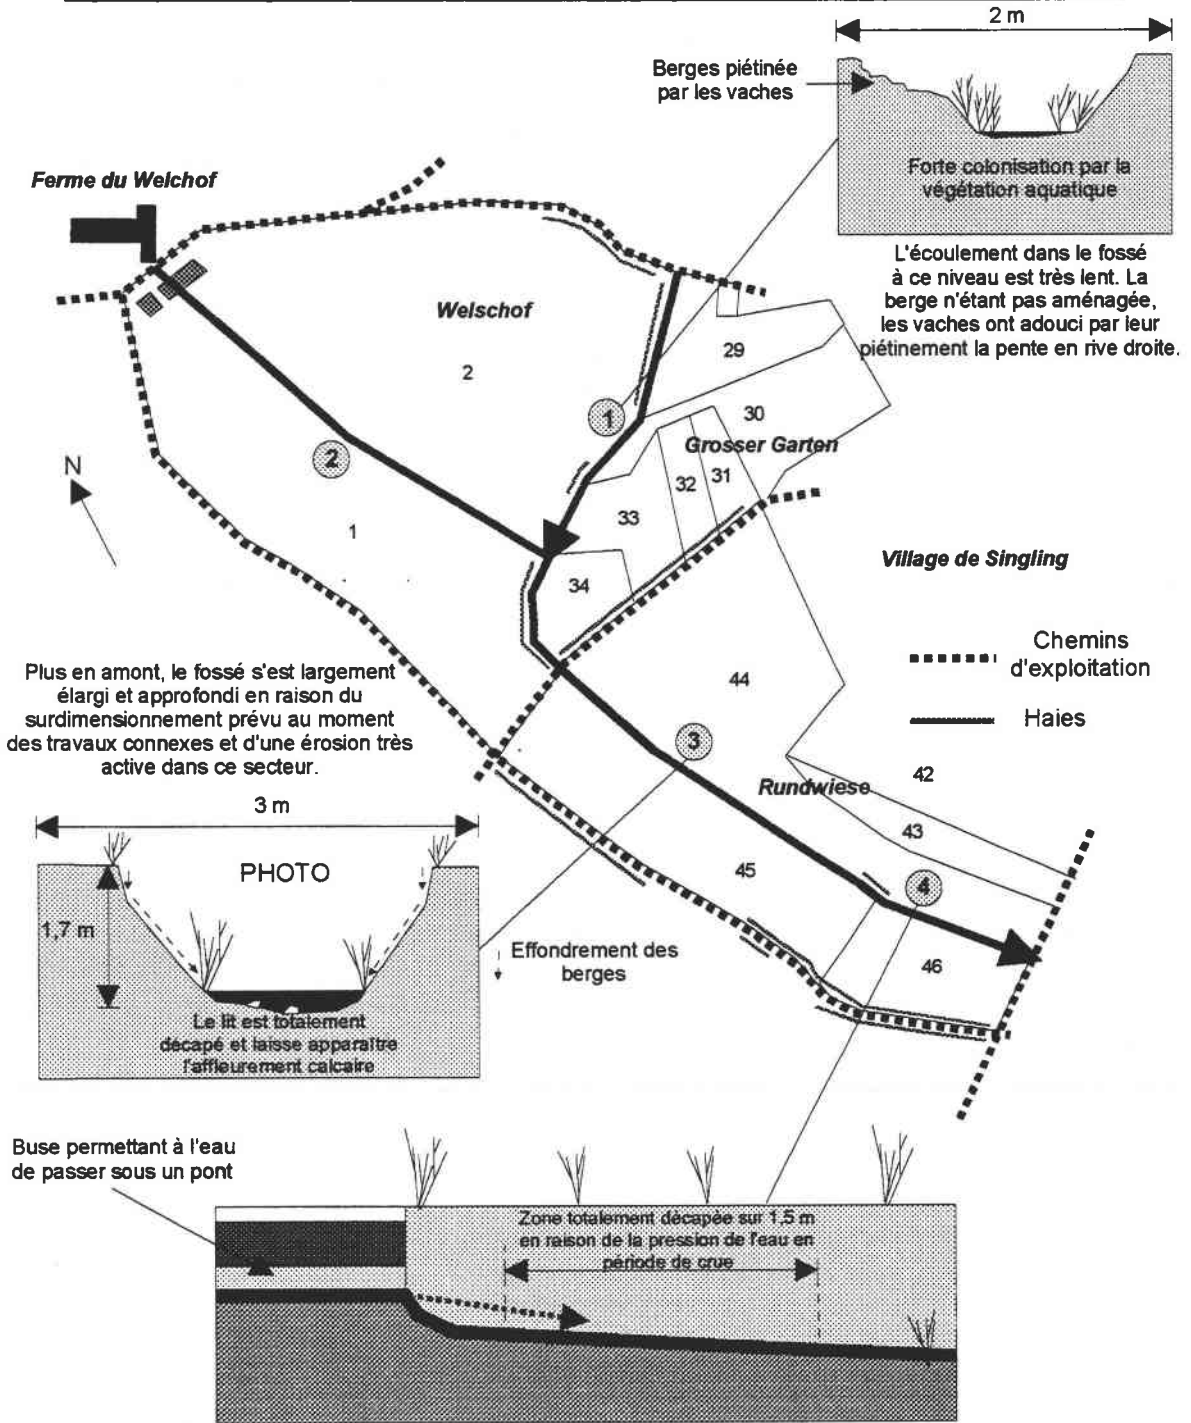 2 m
Berges piétinée
par les vaches
Forte colonisation par la
végétation aquatique
L'écoulement dans le fossé
à ce niveau est très lent. La
berge n'étant pas aménagée,
les vaches ont adouci par leur
piétinement la pente en rive droite.
Ferme du Welchof
Welschof
2
29
30
1
Grosser Garten
2
31
32
N
33
1
34
Village de Singling
Chemins
d'exploitation
Haies
Plus en amont, le fossé s'est largement
élargi et approfondi en raison du
surdimensionnement prévu au moment
des travaux connexes et d'une érosion très
active dans ce secteur.
44
3
42
Rundwiese
43
45
4
46
3 m
PHOTO
1,7 m
Effondrement des
berges
Le lit est totalement
décapé et laisse apparaître
l'affleurement calcaire
Buse permettant à l'eau
de passer sous un pont
Zone totalement décapée sur 1,5 m
en raison de la pression de l'eau en
période de crue